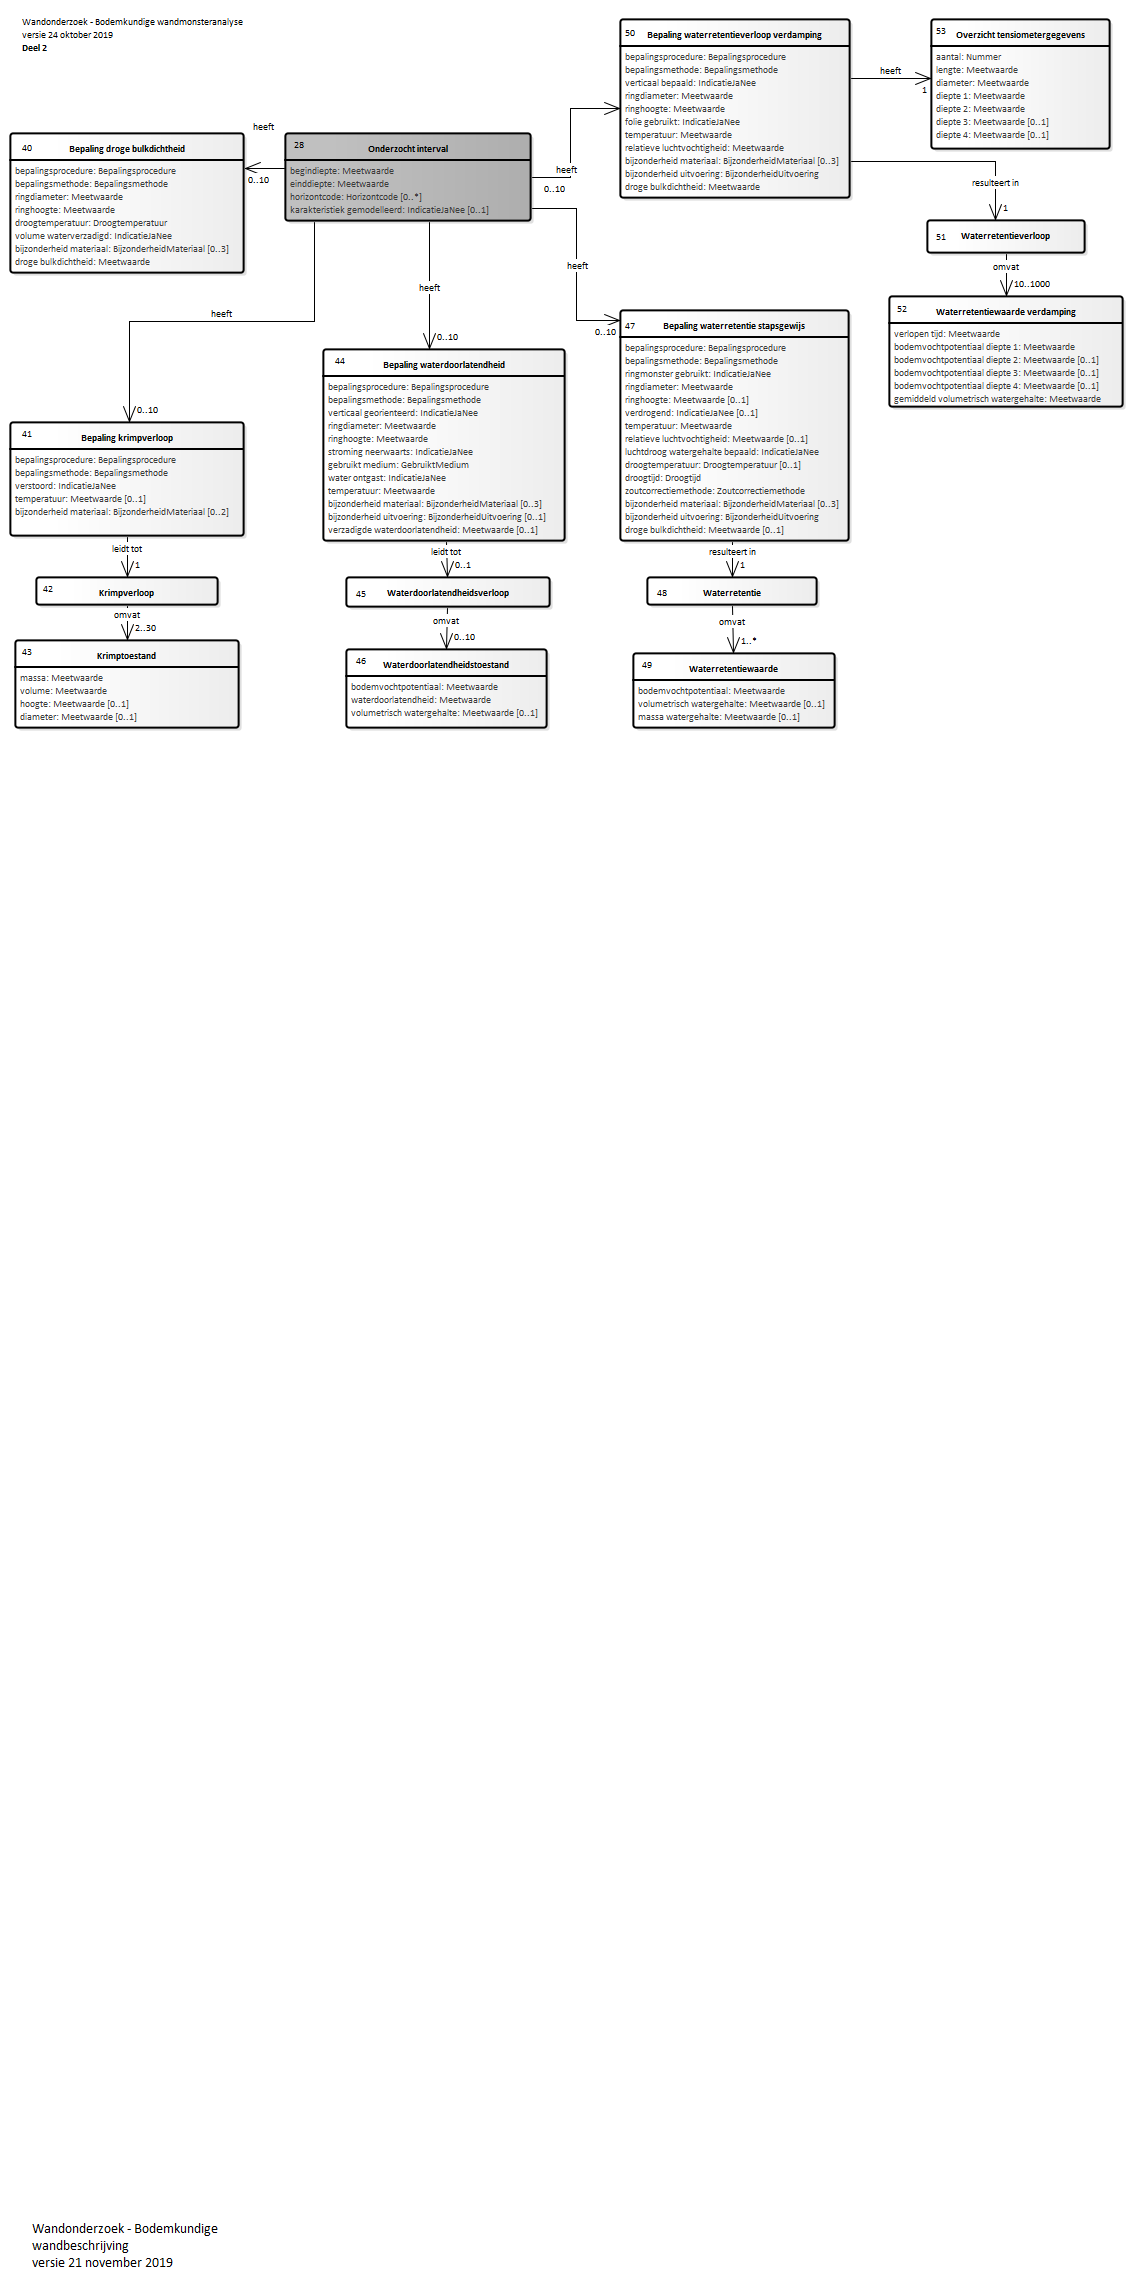 Wandonderzoek - Bodemkundige wandmonsteranalyse
versie 24 oktober 2019
Deel 2
50 Bepaling waterretentieverloop verdamping
bepalingsprocedure: Bepalingsprocedure
bepalingsmethode: Bepalingsmethode
verticaal bepaald: IndicatieJaNee
ringdiameter: Meetwaarde
ringhoogte: Meetwaarde
folie gebruikt: IndicatieJaNee
temperatuur: Meetwaarde
relatieve luchtvochtigheid: Meetwaarde
bijzonderheid materiaal: BijzonderheidMateriaal [0..3]
bijzonderheid uitvoering: BijzonderheidUitvoering
droge bulkdichtheid: Meetwaarde
heeft
1
53 Overzicht tensiometergegevens
aantal: Nummer
lengte: Meetwaarde
diameter: Meetwaarde
diepte 1: Meetwaarde
diepte 2: Meetwaarde
diepte 3: Meetwaarde [0..1]
diepte 4: Meetwaarde [0..1]
heeft
0..10
40 Bepaling droge bulkdichtheid
bepalingsprocedure: Bepalingsprocedure
bepalingsmethode: Bepalingsmethode
ringdiameter: Meetwaarde
ringhoogte: Meetwaarde
droogtemperatuur: Droogtemperatuur
volume waterverzadigd: IndicatieJaNee
bijzonderheid materiaal: BijzonderheidMateriaal [0..3]
droge bulkdichtheid: Meetwaarde
28 Onderzocht interval
begindiepte: Meetwaarde
einddiepte: Meetwaarde
horizontcode: Horizontcode [0..*]
karakteristiek gemodelleerd: IndicatieJaNee [0..1]
heeft
0..10
resulteert in
1
51 Waterretentieverloop
omvat
10..1000
52 Waterretentiewaarde verdamping
verlopen tijd: Meetwaarde
bodemvochtpotentiaal diepte 1: Meetwaarde
bodemvochtpotentiaal diepte 2: Meetwaarde [0..1]
bodemvochtpotentiaal diepte 3: Meetwaarde [0..1]
bodemvochtpotentiaal diepte 4: Meetwaarde [0..1]
gemiddeld volumetrisch watergehalte: Meetwaarde
heeft
0..10
heeft
0..10
heeft
0..10
41 Bepaling krimpverloop
bepalingsprocedure: Bepalingsprocedure
bepalingsmethode: Bepalingsmethode
verstoord: IndicatieJaNee
temperatuur: Meetwaarde [0..1]
bijzonderheid materiaal: BijzonderheidMateriaal [0..2]
leidt tot
1
42 Krimpverloop
omvat
2..30
43 Krimptoestand
massa: Meetwaarde
volume: Meetwaarde
hoogte: Meetwaarde [0..1]
diameter: Meetwaarde [0..1]
44 Bepaling waterdoorlatendheid
bepalingsprocedure: Bepalingsprocedure
bepalingsmethode: Bepalingsmethode
verticaal georienteerd: IndicatieJaNee
ringdiameter: Meetwaarde
ringhoogte: Meetwaarde
stroming neerwaarts: IndicatieJaNee
gebruikt medium: GebruiktMedium
water ontgast: IndicatieJaNee
temperatuur: Meetwaarde
bijzonderheid materiaal: BijzonderheidMateriaal [0..3]
bijzonderheid uitvoering: BijzonderheidUitvoering [0..1]
verzadigde waterdoorlatendheid: Meetwaarde [0..1]
leidt tot
0..1
45 Waterdoorlatendheidsverloop
omvat
0..10
46 Waterdoorlatendheidstoestand
bodemvochtpotentiaal: Meetwaarde
waterdoorlatendheid: Meetwaarde
volumetrisch watergehalte: Meetwaarde [0..1]
47 Bepaling waterretentie stapsgewijs
bepalingsprocedure: Bepalingsprocedure
bepalingsmethode: Bepalingsmethode
ringmonster gebruikt: IndicatieJaNee
ringdiameter: Meetwaarde
ringhoogte: Meetwaarde [0..1]
verdrogend: IndicatieJaNee [0..1]
temperatuur: Meetwaarde
relatieve luchtvochtigheid: Meetwaarde [0..1]
luchtdroog watergehalte bepaald: IndicatieJaNee
droogtemperatuur: Droogtemperatuur [0..1]
droogtijd: Droogtijd
zoutcorrectiemethode: Zoutcorrectiemethode
bijzonderheid materiaal: BijzonderheidMateriaal [0..3]
bijzonderheid uitvoering: BijzonderheidUitvoering
droge bulkdichtheid: Meetwaarde [0..1]
resulteert in
1
48 Waterretentie
omvat
1..*
49 Waterretentiewaarde
bodemvochtpotentiaal: Meetwaarde
volumetrisch watergehalte: Meetwaarde [0..1]
massa watergehalte: Meetwaarde [0..1]
Wandonderzoek - Bodemkundige
wandbeschrijving
versie 21 november 2019